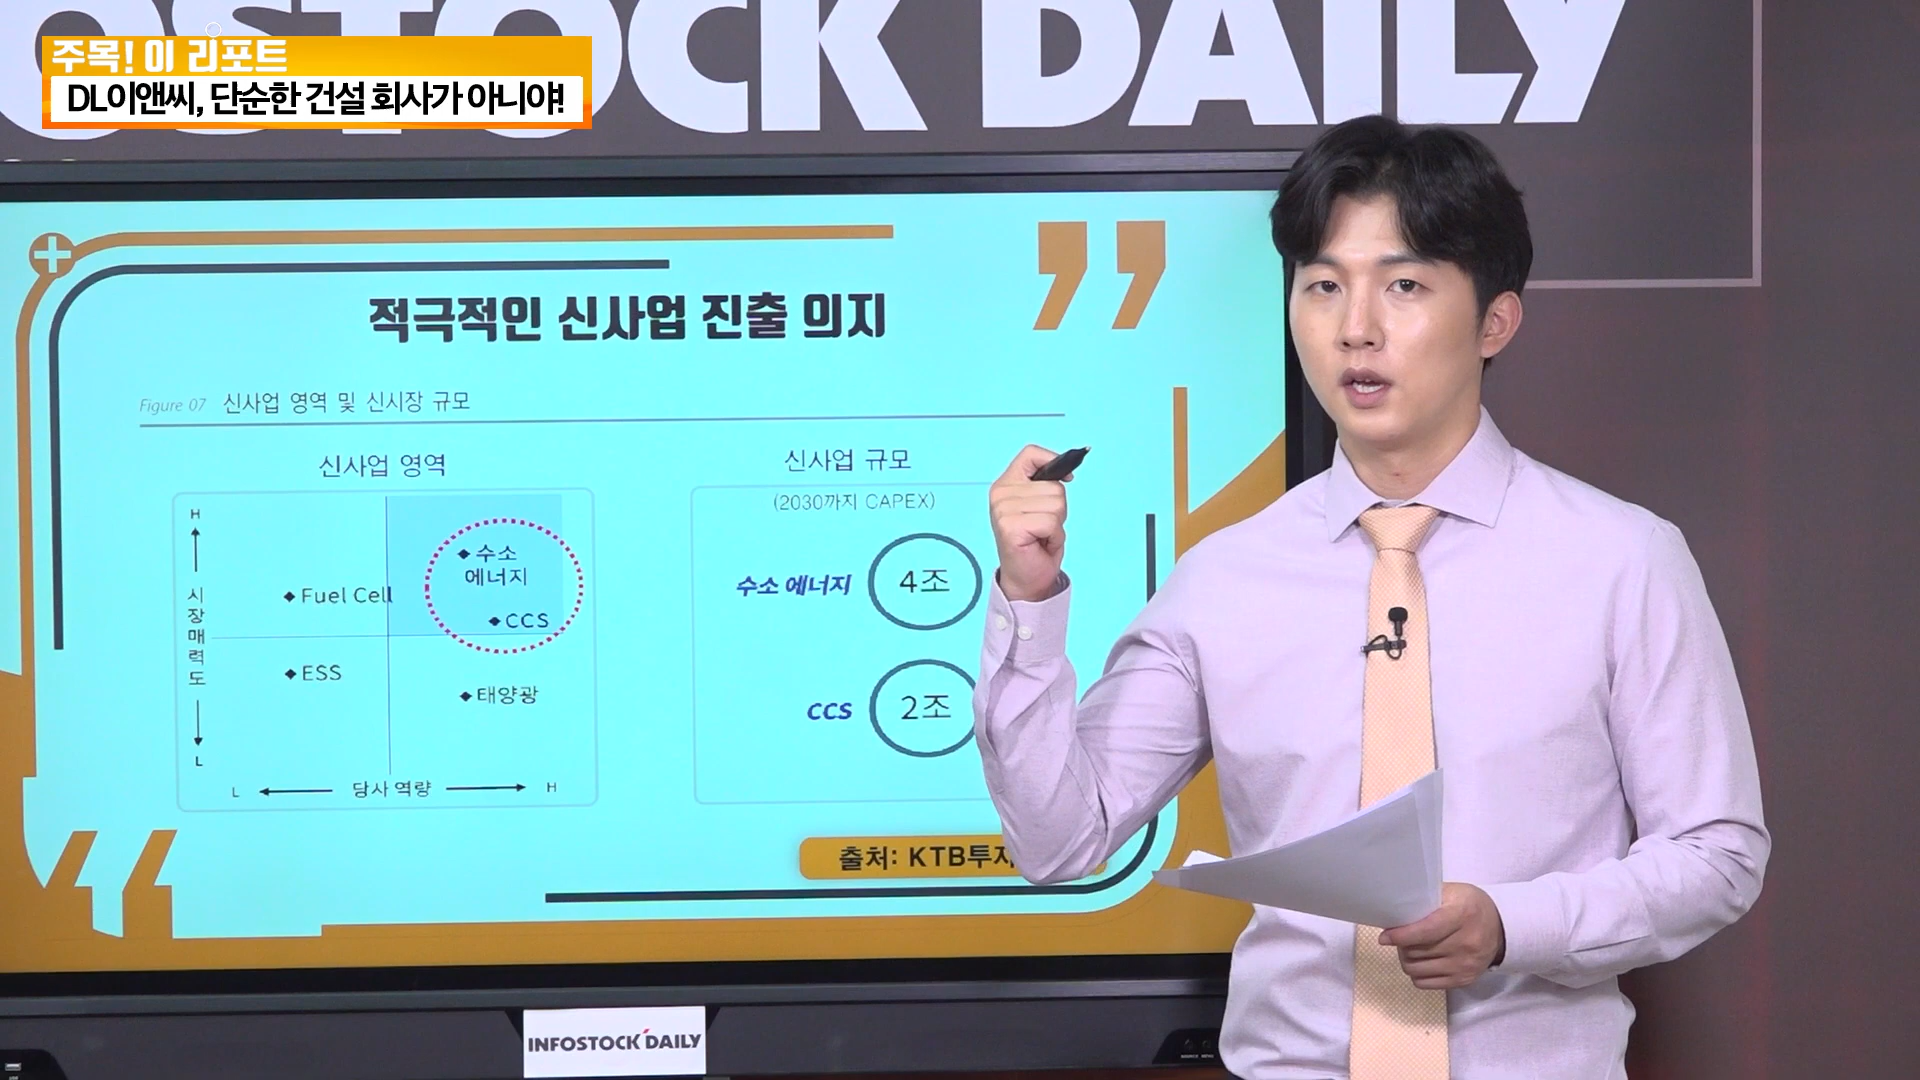 STOCK DAILY
주목! 이 리포트
DL이앤씨, 단순한 건설 회사가 아니야!
적극적인 신사업 진출 의지
Figure 07 신사업 영역 및 신시장 규모
신사업 영역
H
시장매력도
L
Fuel Cell
수소
에너지
CCS
ESS
태양광
L 당사 역량 H
신사업 규모
(2030까지 CAPEX)
수소 에너지 4조
CCS 2조
출처: KTB투자
INFOSTOCK DAILY